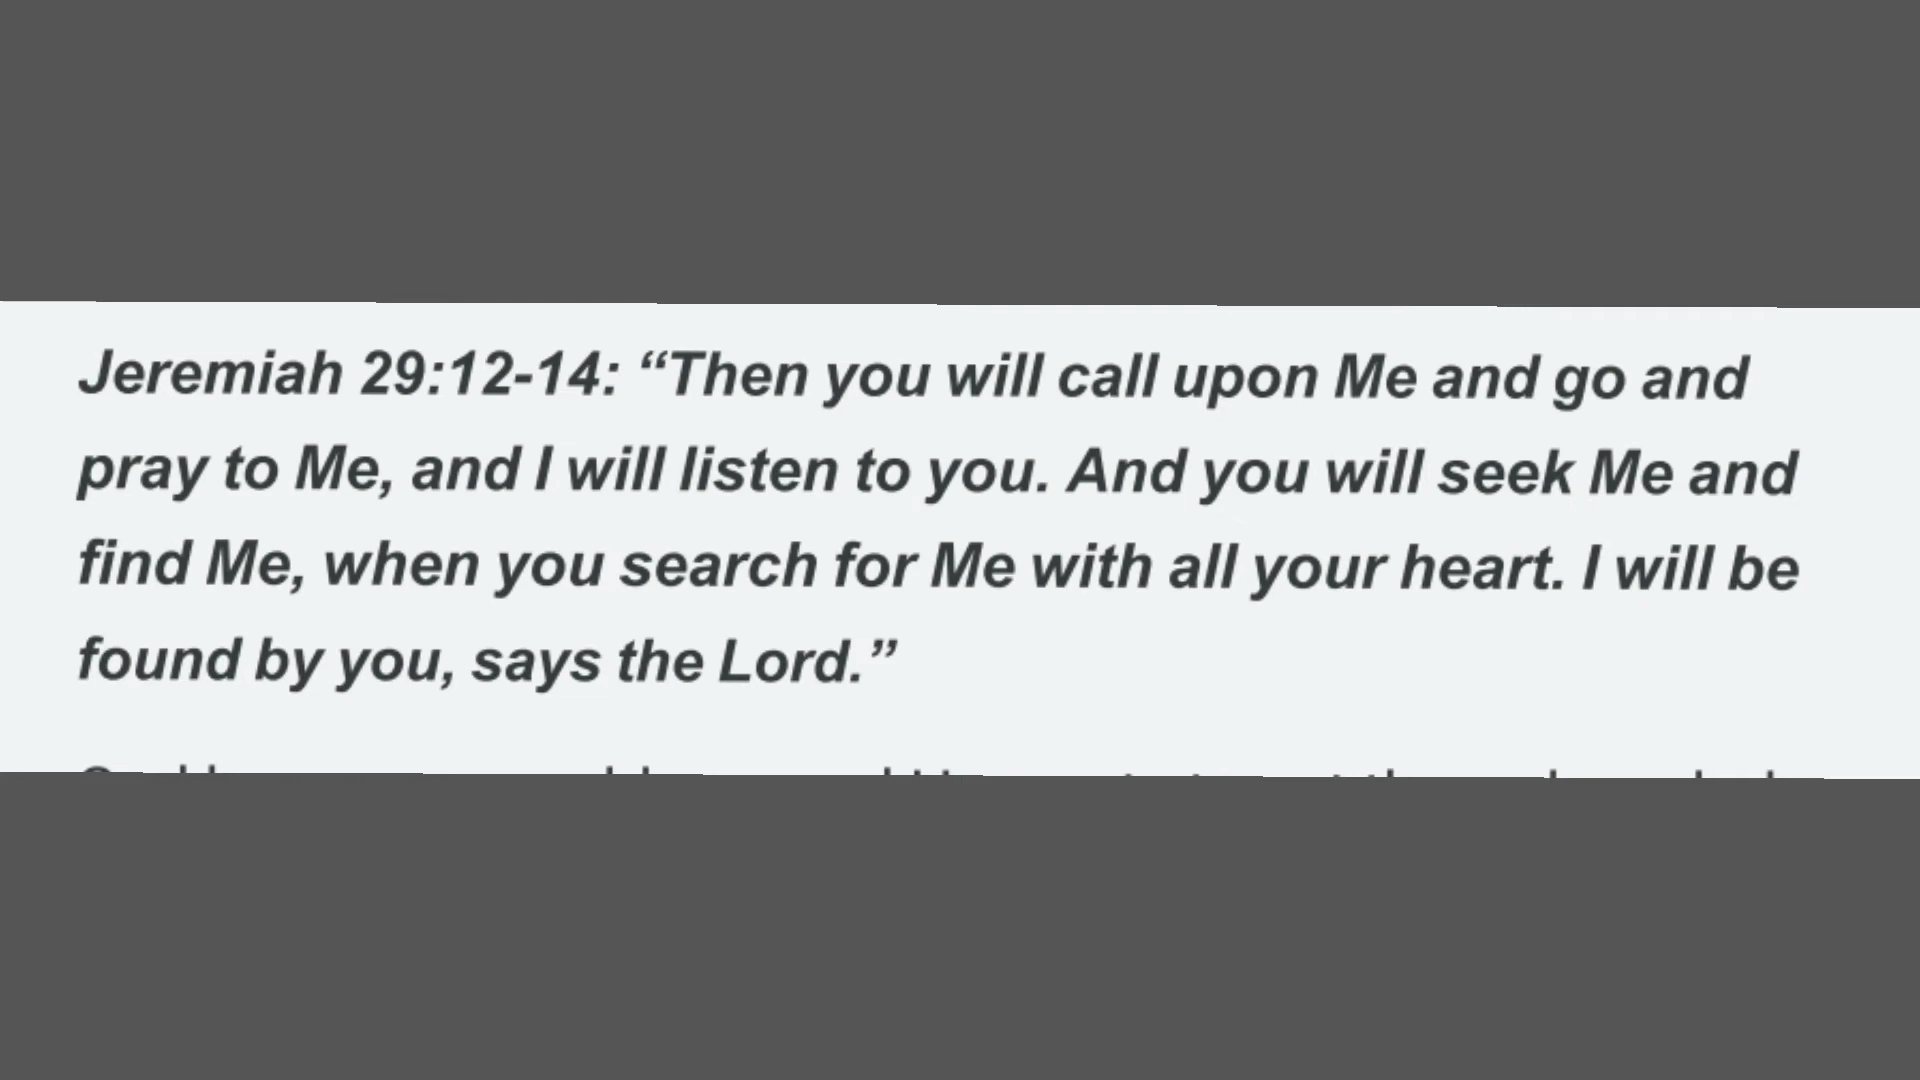 Jeremiah 29:12-14: “Then you will call upon Me and go and
pray to Me, and I will listen to you. And you will seek Me and
find Me, when you search for Me with all your heart. I will be
found by you, says the Lord.”